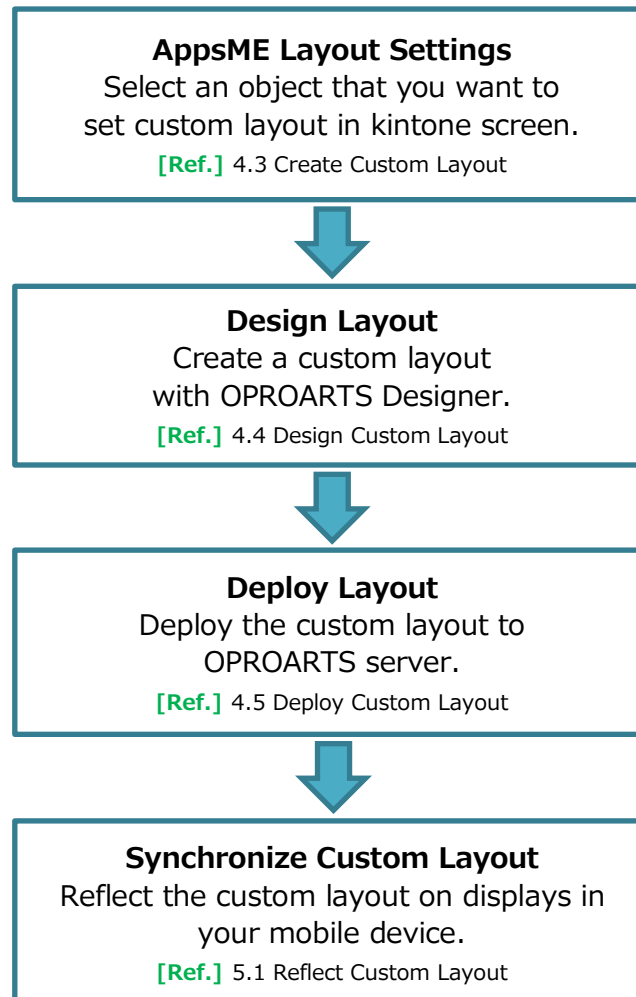 AppsME Layout Settings
Select an object that you want to
set custom layout in kintone screen.
[Ref.] 4.3 Create Custom Layout
Design Layout
Create a custom layout
with OPROARTS Designer.
[Ref.] 4.4 Design Custom Layout
Deploy Layout
Deploy the custom layout to
OPROARTS server.
[Ref.] 4.5 Deploy Custom Layout
Synchronize Custom Layout
Reflect the custom layout on displays in
your mobile device.
[Ref.] 5.1 Reflect Custom Layout